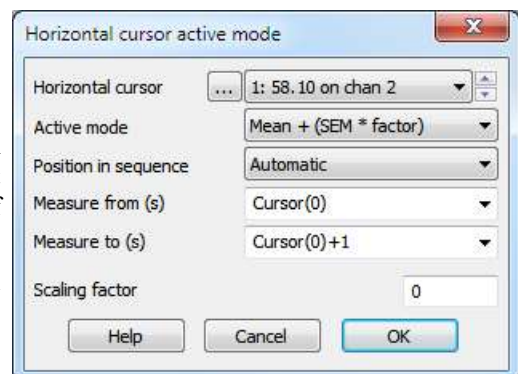 Horizontal cursor active mode
Horizontal cursor ... 1: 58.10 on chan 2
Active mode Mean + (SEM * factor)
Position in sequence Automatic
Measure from (s) Cursor(0)
Measure to (s) Cursor(0)+1
Scaling factor 0
Help Cancel OK